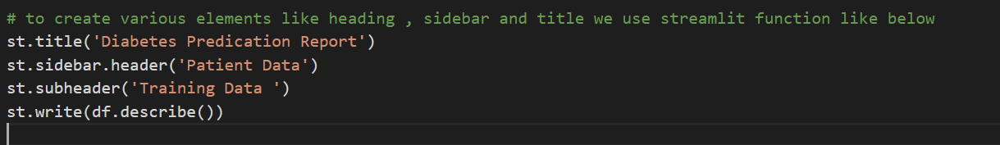 # to create various elements like heading , sidebar and title we use streamlit function like below
st.title('Diabetes Predication Report')
st.sidebar.header('Patient Data')
st.subheader('Training Data ')
st.write(df.describe())